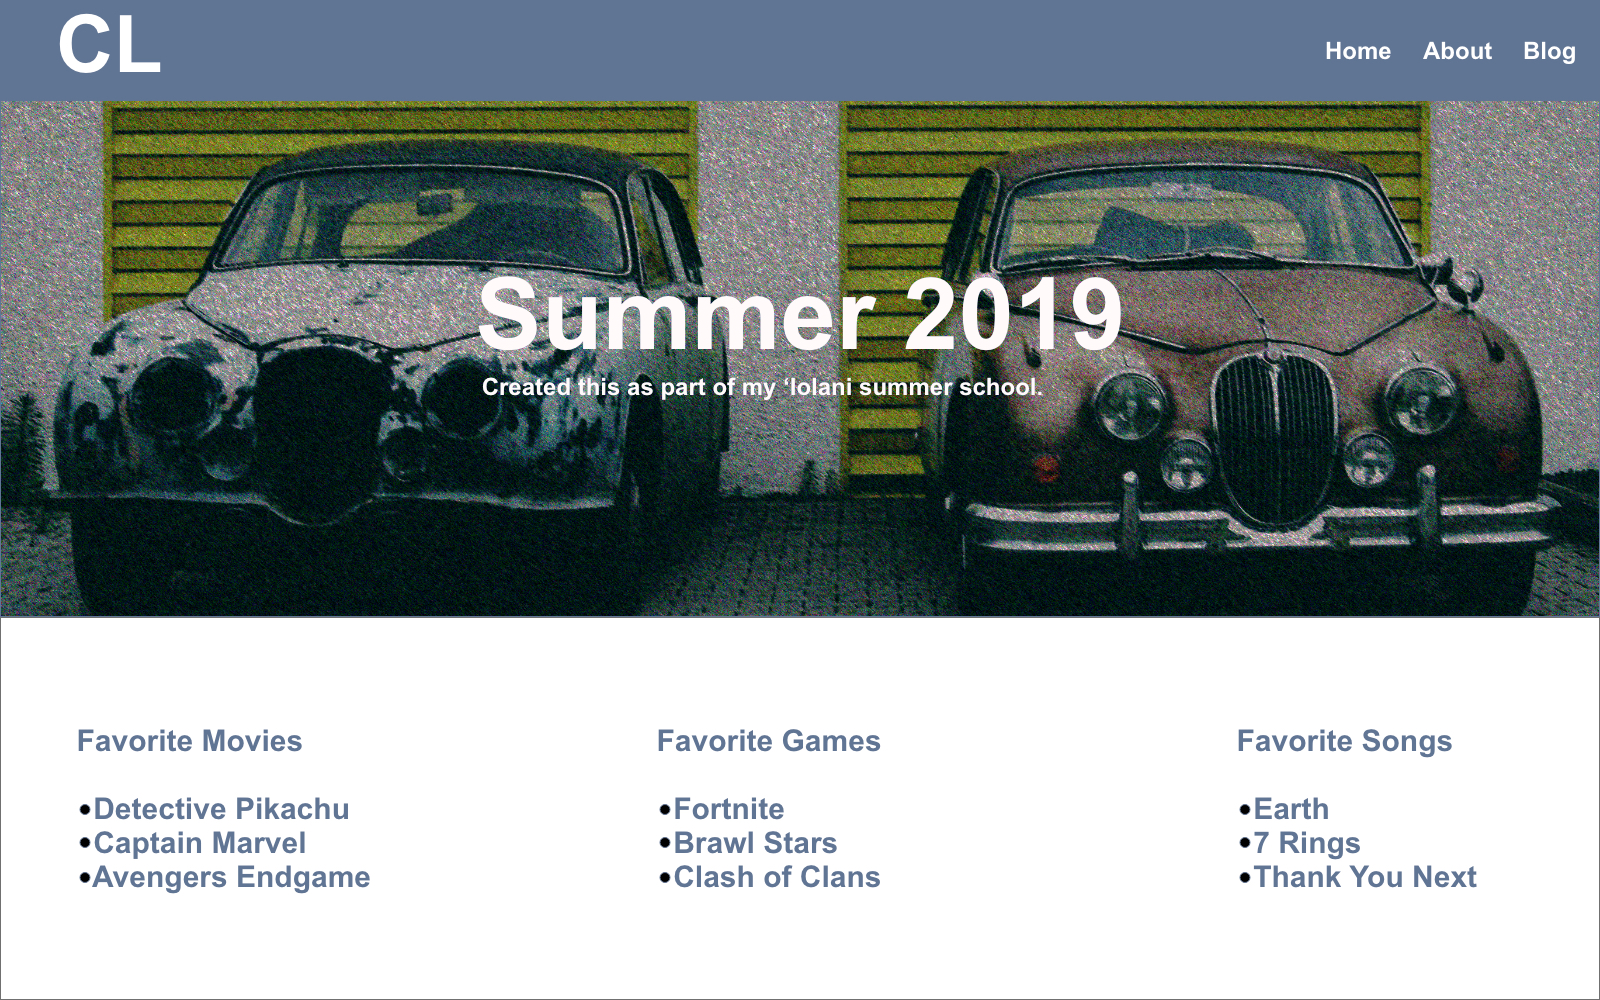 CL
Home About Blog
Summer 2019
Created this as part of my ‘Iolani summer school.
Favorite Movies
•Detective Pikachu
•Captain Marvel
•Avengers Endgame
Favorite Games
•Fortnite
•Brawl Stars
•Clash of Clans
Favorite Songs
•Earth
•7 Rings
•Thank You Next